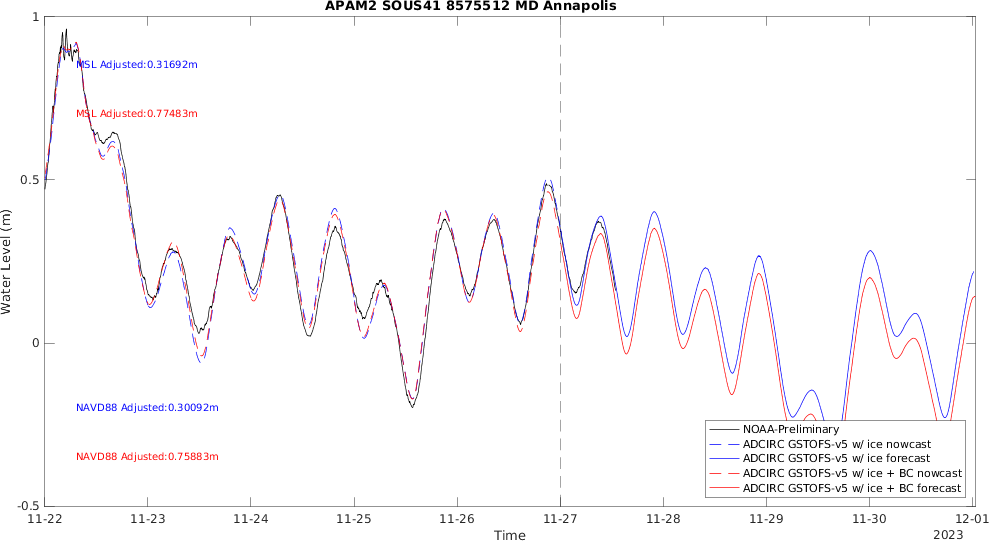 APAM2 SOUS41 8575512 MD Annapolis
Water Level (m)
1
0.5
0
-0.5
MSL Adjusted:0.31692m
MSL Adjusted:0.77483m
NAVD88 Adjusted:0.30092m
NAVD88 Adjusted:0.75883m
NOAA-Preliminary
ADCIRC GSTOFS-v5 w/ ice nowcast
ADCIRC GSTOFS-v5 w/ ice forecast
ADCIRC GSTOFS-v5 w/ ice + BC nowcast
ADCIRC GSTOFS-v5 w/ ice + BC forecast
11-22 11-23 11-24 11-25 11-26 11-27 11-28 11-29 11-30 12-01
Time
2023